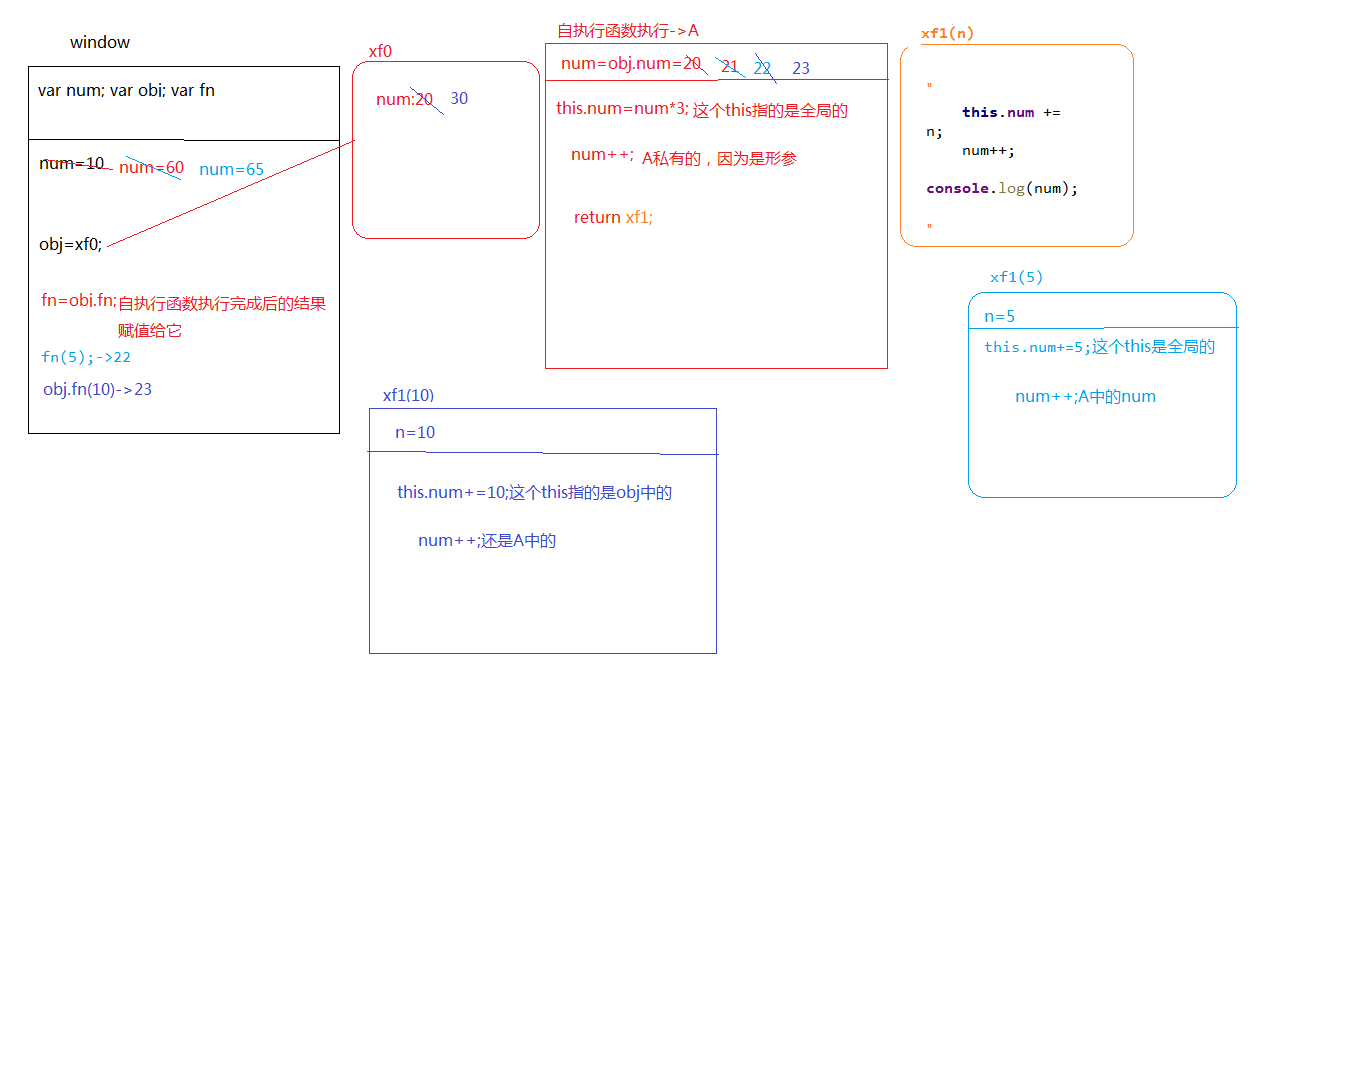 window
var num; var obj; var fn
num=10 num=60 num=65
obj=xf0;
fn=obj.fn;自执行函数执行完成后的结果
赋值给它
fn(5);->22
obj.fn(10)->23
xf0
num:20 30
自执行函数执行->A
num=obj.num=20 21 22 23
this.num=num*3; 这个this指的是全局的
num++; A私有的，因为是形参
return xf1;
xf1(n)
"
this.num +=
n;
num++;
console.log(num);
"
xf1(5)
n=5
this.num+=5;这个this是全局的
num++;A中的num
xf1(10)
n=10
this.num+=10;这个this指的是obj中的
num++;还是A中的